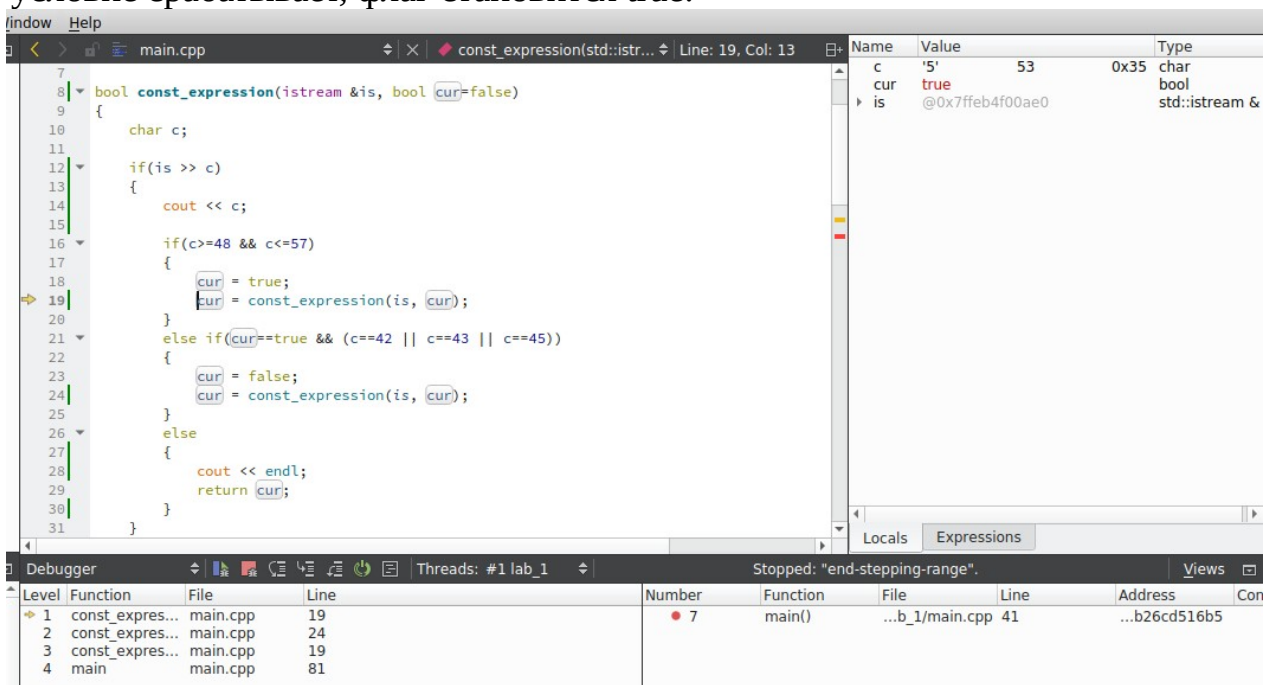 условие срабатывает, флаг становится true.
Window Help
main.cpp const_expression(std::istr... Line: 19, Col: 13
7
8 bool const_expression(istream &is, bool cur=false)
9 {
10 char c;
11
12 if(is >> c)
13 {
14 cout << c;
15
16 if(c>=48 && c<=57)
17 {
18 cur = true;
19 cur = const_expression(is, cur);
20 }
21 else if(cur==true && (c==42 || c==43 || c==45))
22 {
23 cur = false;
24 cur = const_expression(is, cur);
25 }
26 else
27 {
28 cout << endl;
29 return cur;
30 }
31 }
Name Value Type
c '5' 53 0x35 char
cur true bool
is @0x7ffeb4f00ae0 std::istream &
Locals Expressions
Debugger Threads: #1 lab_1 Stopped: "end-stepping-range". Views
Level Function File Line
1 const_expres... main.cpp 19
2 const_expres... main.cpp 24
3 const_expres... main.cpp 19
4 main main.cpp 81
Number Function File Line Address Con
7 main() ...b_1/main.cpp 41 ...b26cd516b5